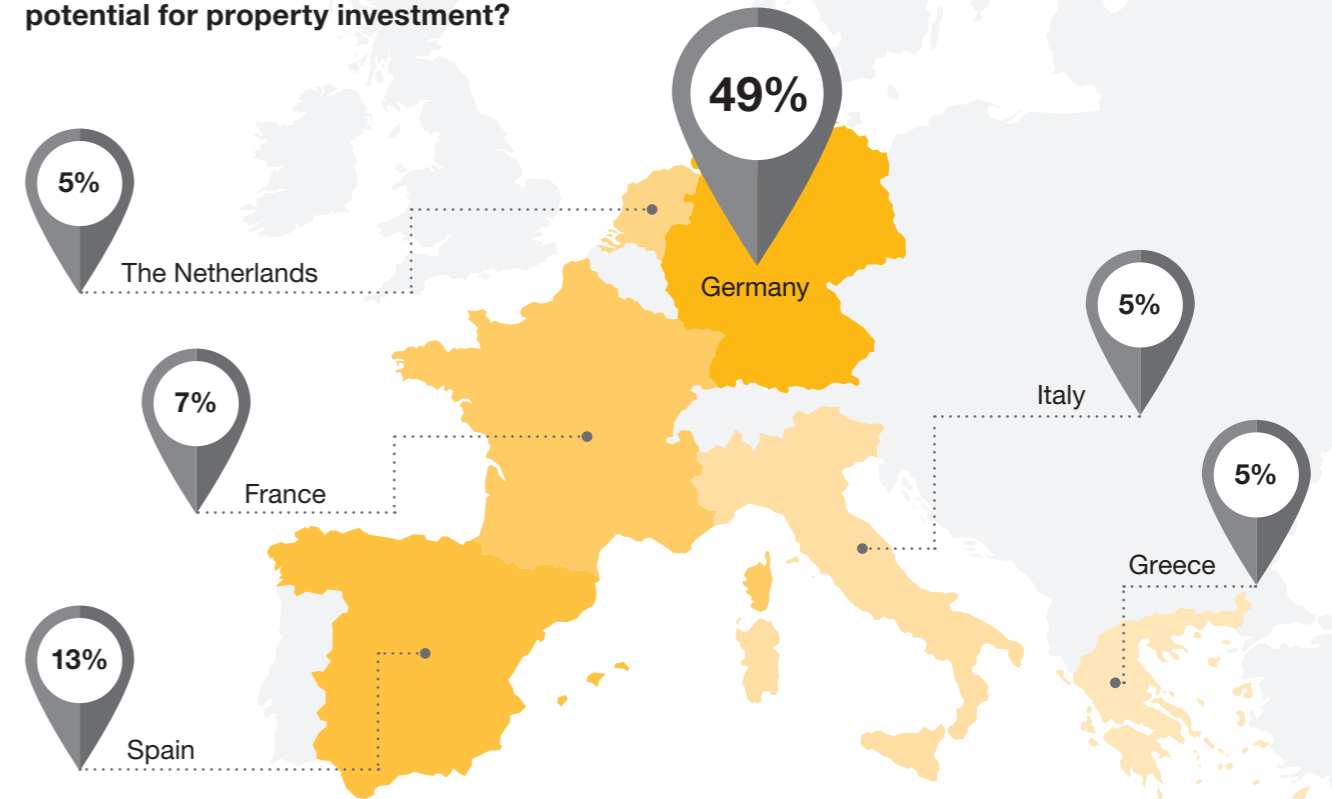 potential for property investment?
49%
Germany
5%
The Netherlands
5%
Italy
7%
France
5%
Greece
13%
Spain